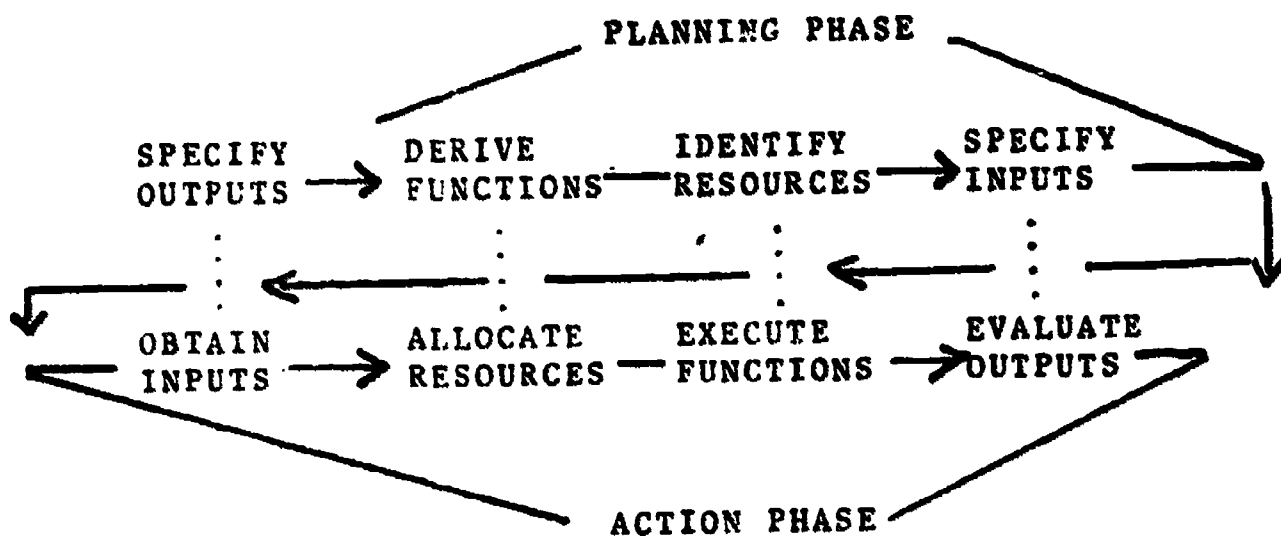 PLANNING PHASE
SPECIFY
OUTPUTS
DERIVE
FUNCTIONS
IDENTIFY
RESOURCES
SPECIFY
INPUTS
OBTAIN
INPUTS
ALLOCATE
RESOURCES
EXECUTE
FUNCTIONS
EVALUATE
OUTPUTS
ACTION PHASE